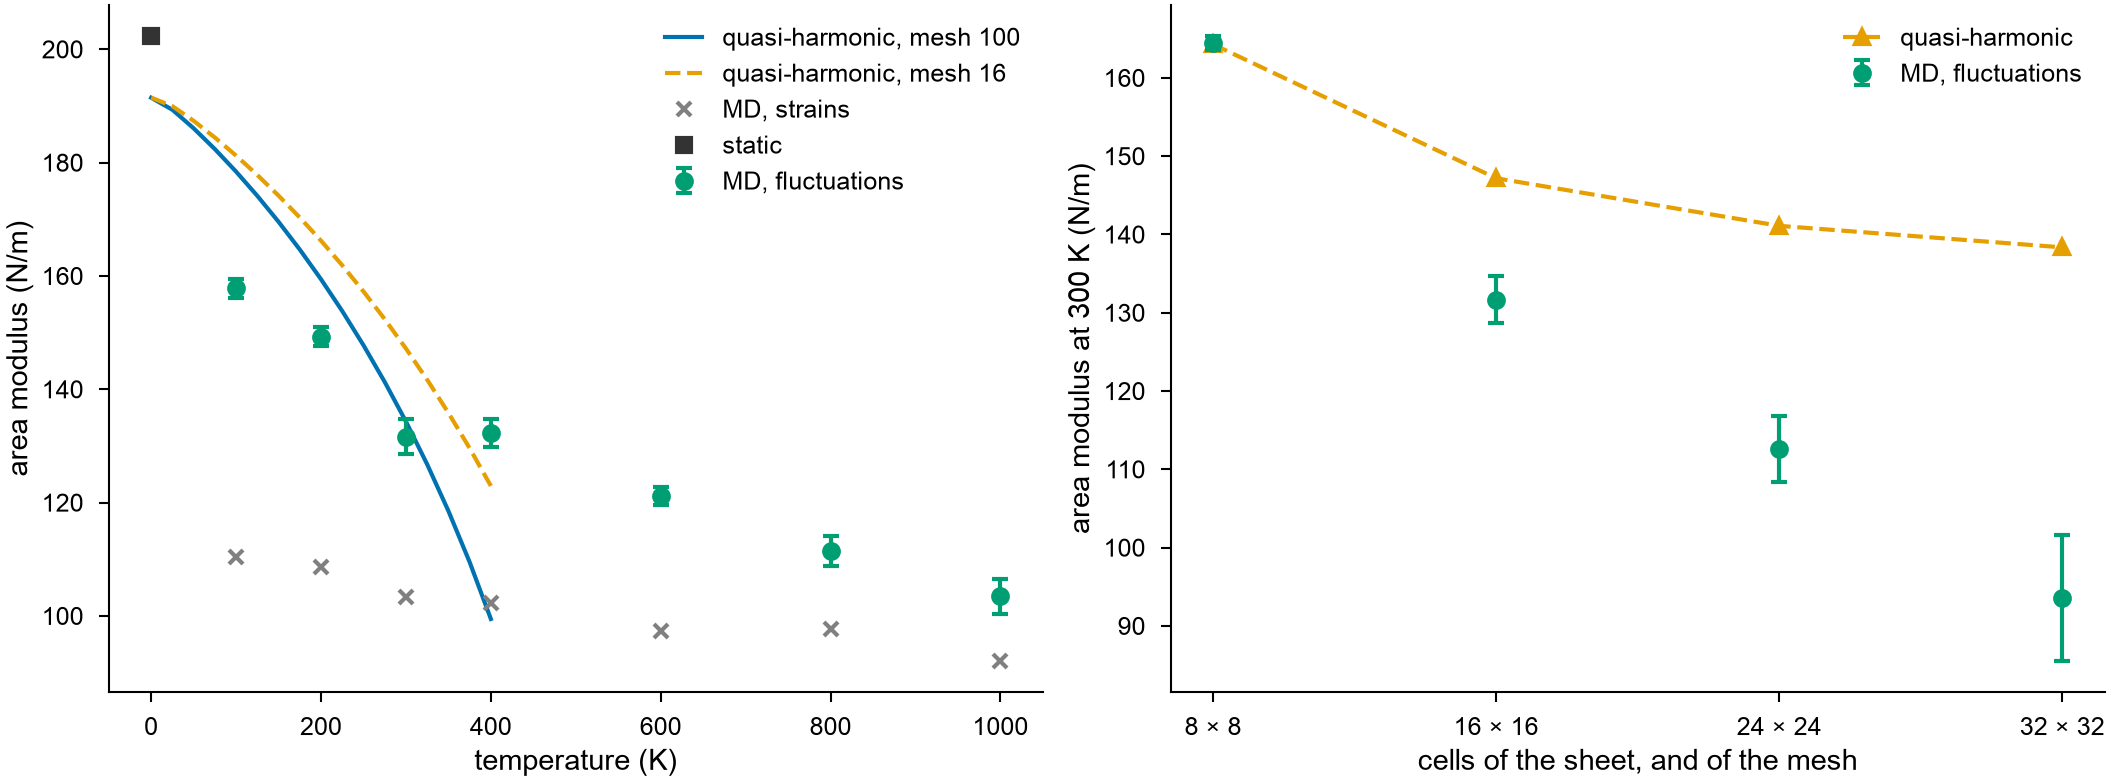 area modulus (N/m)
200
180
160
140
120
100
0
200
400
600
800
1000
temperature (K)
quasi-harmonic, mesh 100
quasi-harmonic, mesh 16
MD, strains
static
MD, fluctuations
area modulus at 300 K (N/m)
160
150
140
130
120
110
100
90
8 × 8
16 × 16
24 × 24
32 × 32
cells of the sheet, and of the mesh
quasi-harmonic
MD, fluctuations